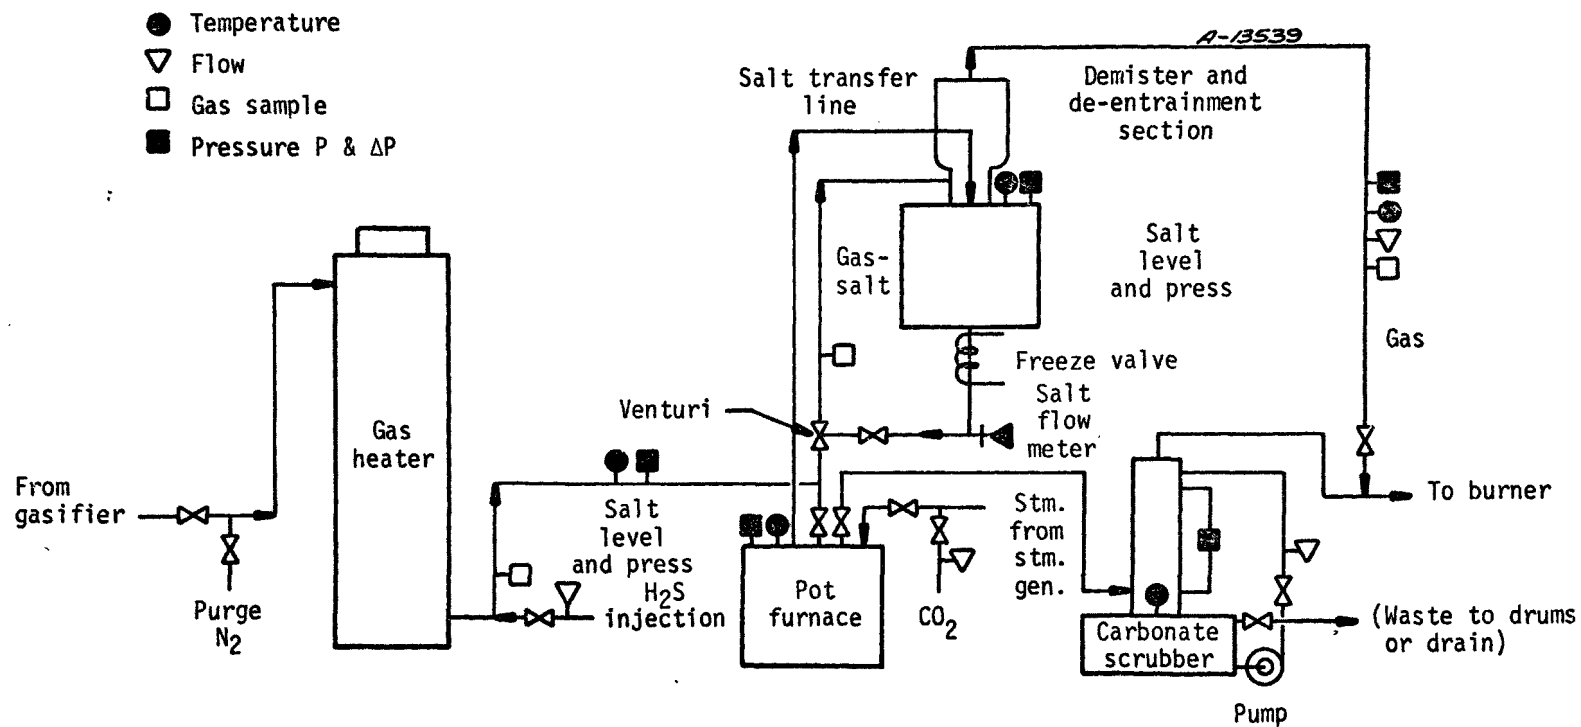 Temperature
Flow
Gas sample
Pressure P & ΔP
A-13539
Salt transfer
line
Demister and
de-entrainment
section
Gas-
salt
Salt
level
and press
Gas
Freeze valve
Salt
flow
meter
Venturi
Gas
heater
From
gasifier
Purge
N2
Salt
level
and press
H2S
injection
Pot
furnace
CO2
Stm.
from
stm.
gen.
To burner
Carbonate
scrubber
(Waste to drums
or drain)
Pump